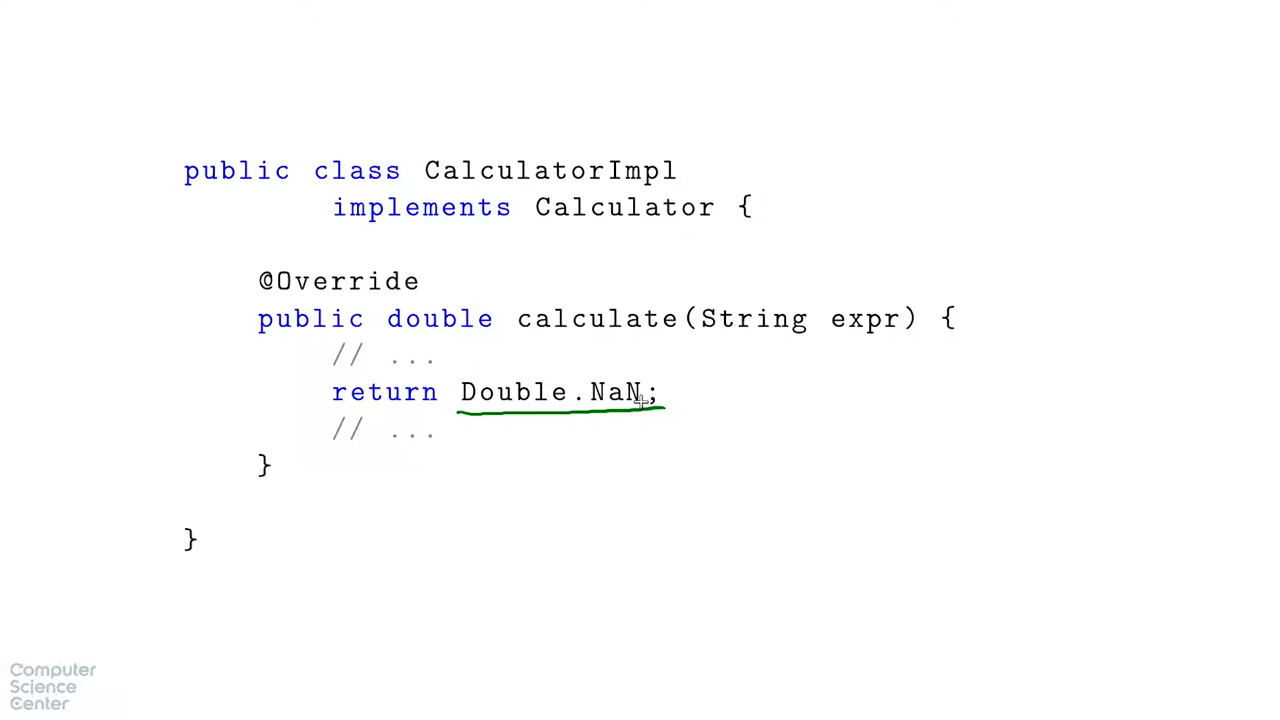 public class CalculatorImpl
implements Calculator {
@Override
public double calculate(String expr) {
// ...
return Double.NaN;
// ...
}
}
Computer
Science
Center